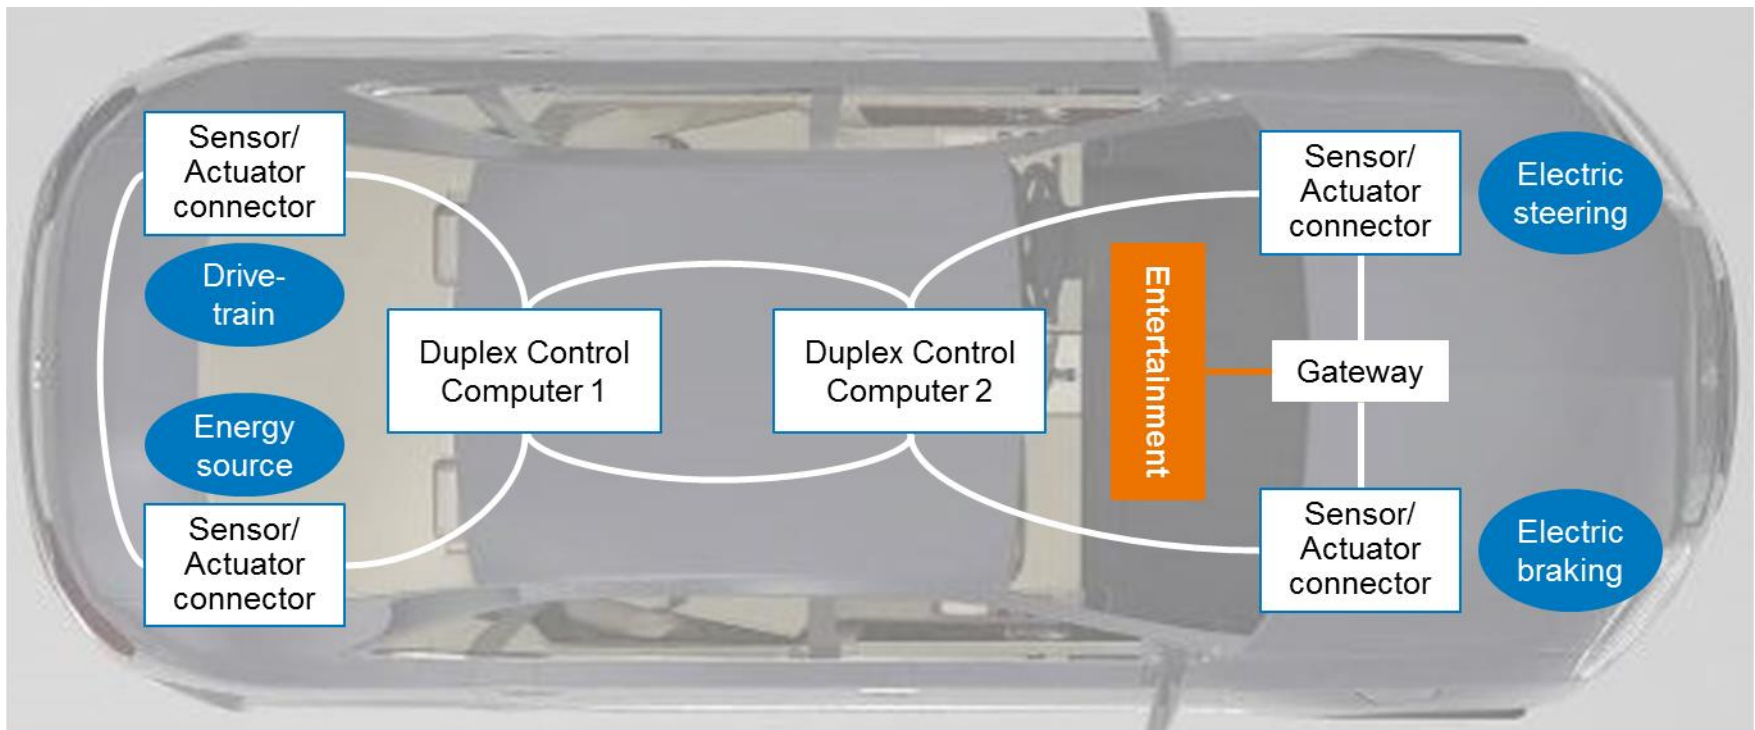 Sensor/
Actuator
connector
Drive-
train
Energy
source
Sensor/
Actuator
connector
Duplex Control
Computer 1
Duplex Control
Computer 2
Entertainment
Gateway
Sensor/
Actuator
connector
Electric
steering
Sensor/
Actuator
connector
Electric
braking